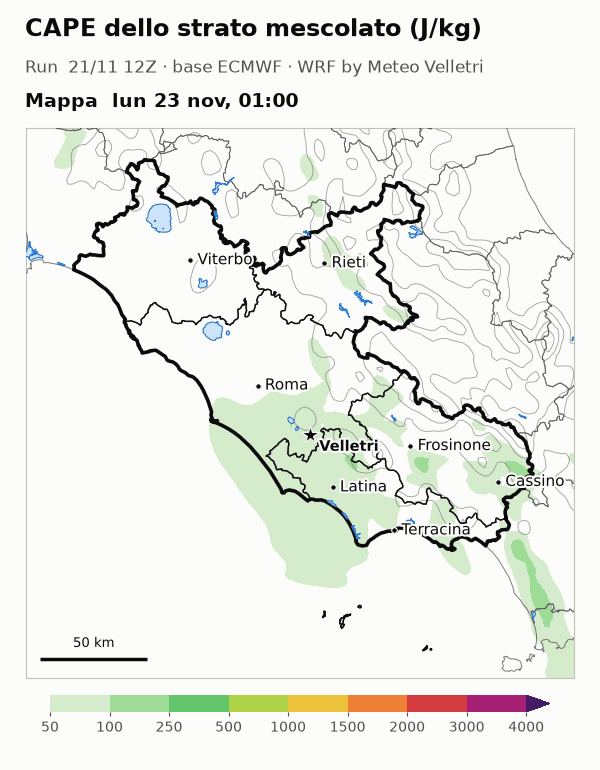 CAPE dello strato mescolato (J/kg)
Run  21/11 12Z · base ECMWF · WRF by Meteo Velletri
Mappa  lun 23 nov, 01:00
Viterbo
Rieti
Roma
Velletri
Frosinone
Latina
Cassino
Terracina
50 km
50 100 250 500 1000 1500 2000 3000 4000